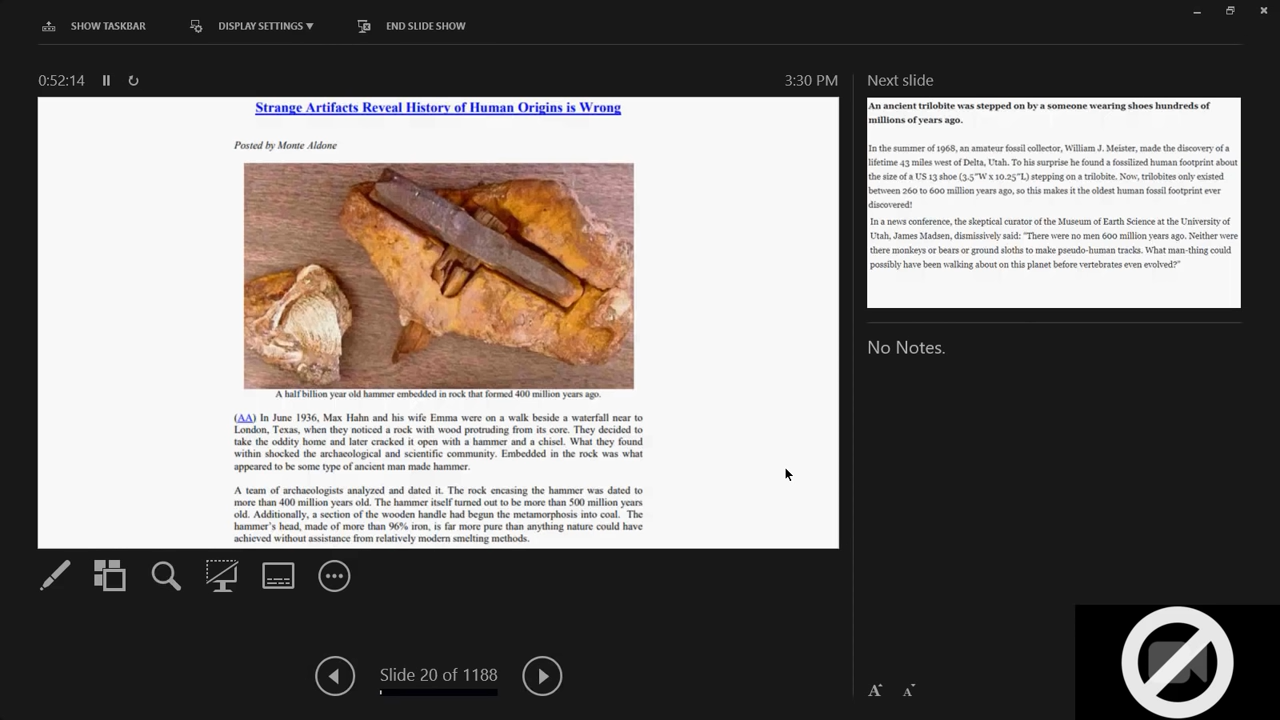 SHOW TASKBAR
DISPLAY SETTINGS ▼
END SLIDE SHOW
0:52:14
3:30 PM
Strange Artifacts Reveal History of Human Origins is Wrong
Posted by Monte Aldone
A half billion year old hammer embedded in rock that formed 400 million years ago.
(AA) In June 1936, Max Hahn and his wife Emma were on a walk beside a waterfall near to
London, Texas, when they noticed a rock with wood protruding from its core. They decided to
take the oddity home and later cracked it open with a hammer and a chisel. What they found
within shocked the archaeological and scientific community. Embedded in the rock was what
appeared to be some type of ancient man made hammer.
A team of archaeologists analyzed and dated it. The rock encasing the hammer was dated to
more than 400 million years old. The hammer itself turned out to be more than 500 million years
old. Additionally, a section of the wooden handle had begun the metamorphosis into coal. The
hammer's head, made of more than 96% iron, is far more pure than anything nature could have
achieved without assistance from relatively modern smelting methods.
Slide 20 of 1188
Next slide
An ancient trilobite was stepped on by a someone wearing shoes hundreds of
millions of years ago.
In the summer of 1968, an amateur fossil collector, William J. Meister, made the discovery of a
lifetime 43 miles west of Delta, Utah. To his surprise he found a fossilized human footprint about
the size of a US 13 shoe (3.5"W x 10.25"L) stepping on a trilobite. Now, trilobites only existed
between 260 to 600 million years ago, so this makes it the oldest human fossil footprint ever
discovered!
In a news conference, the skeptical curator of the Museum of Earth Science at the University of
Utah, James Madsen, dismissively said: "There were no men 600 million years ago. Neither were
there monkeys or bears or ground sloths to make pseudo-human tracks. What man-thing could
possibly have been walking about on this planet before vertebrates even evolved?"
No Notes.
A A